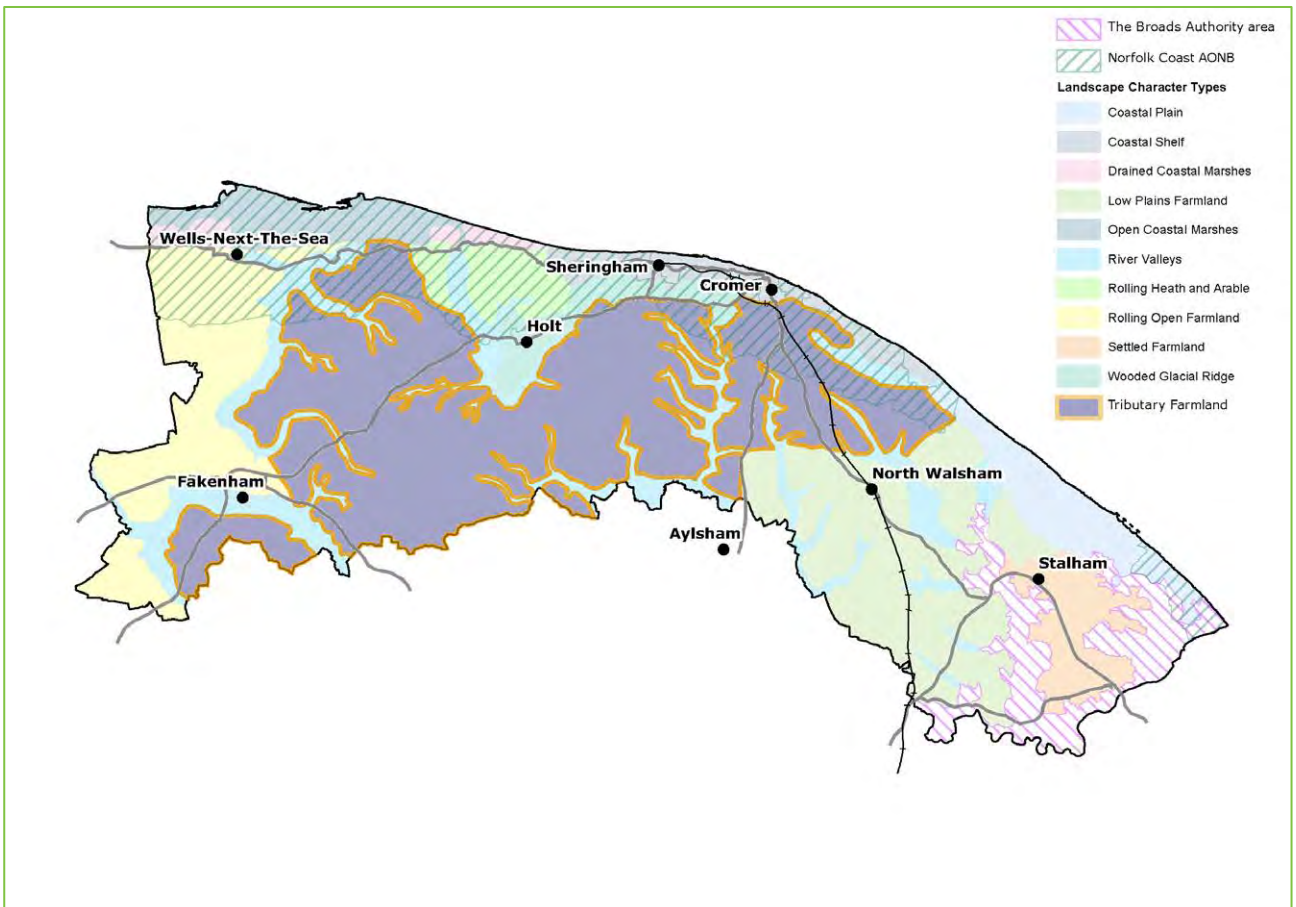 The Broads Authority area
Norfolk Coast AONB
Landscape Character Types
Coastal Plain
Coastal Shelf
Drained Coastal Marshes
Low Plains Farmland
Open Coastal Marshes
River Valleys
Rolling Heath and Arable
Rolling Open Farmland
Settled Farmland
Wooded Glacial Ridge
Tributary Farmland
Wells-Next-The-Sea
Sheringham
Cromer
Holt
Fakenham
North Walsham
Aylsham
Stalham